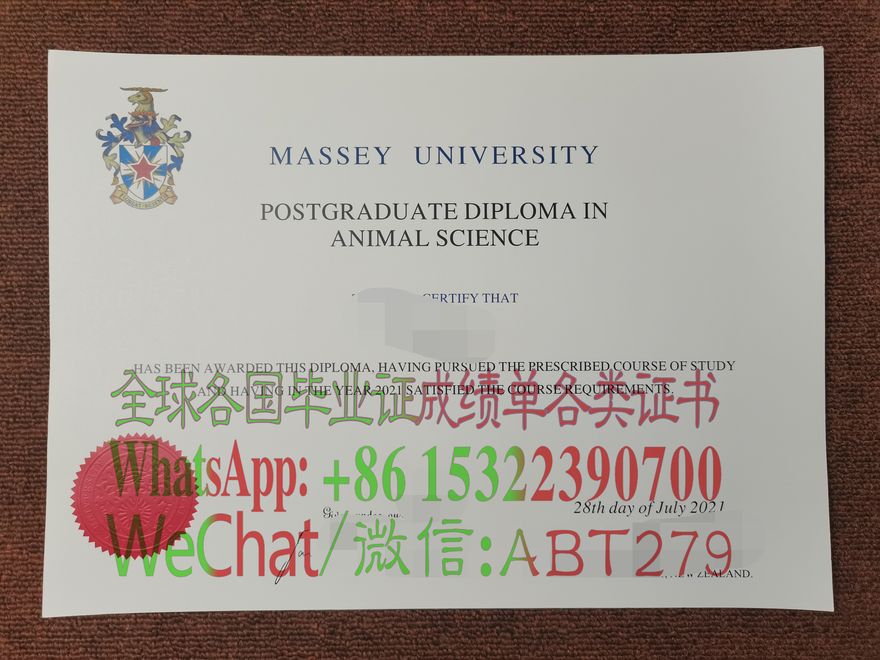 MASSEY UNIVERSITY
POSTGRADUATE DIPLOMA IN
ANIMAL SCIENCE
CERTIFY THAT
HAS BEEN AWARDED THIS DIPLOMA, HAVING PURSUED THE PRESCRIBED COURSE OF STUDY
AND HAVING IN THE YEAR 2021 SATISFIED THE COURSE REQUIREMENTS.
全球各国毕业证成绩单各类证书
WhatsApp: +86 15322390700
28th day of July 2021
WeChat/微信:ABT279
NEW ZEALAND.